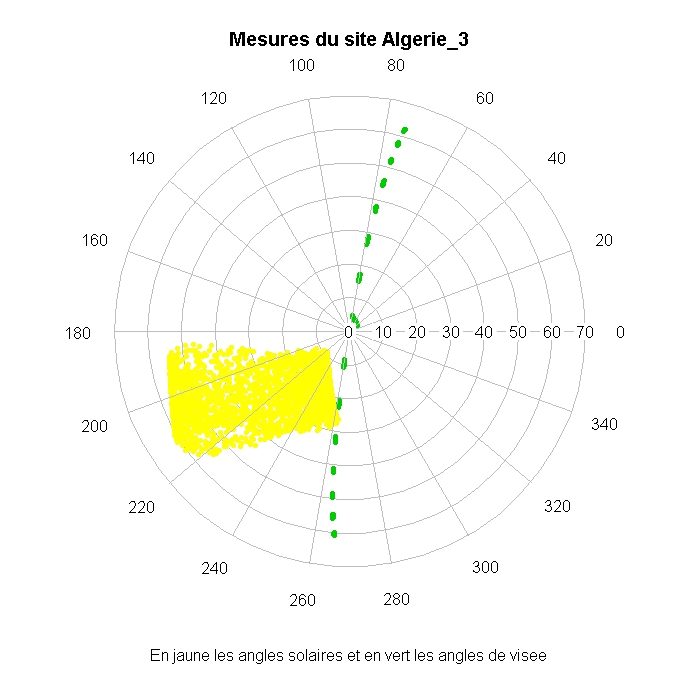 Mesures du site Algerie_3
100 80
120 60
140 40
160 20
180 0 10 20 30 40 50 60 70 0
200 340
220 320
240 300
260 280
En jaune les angles solaires et en vert les angles de visee